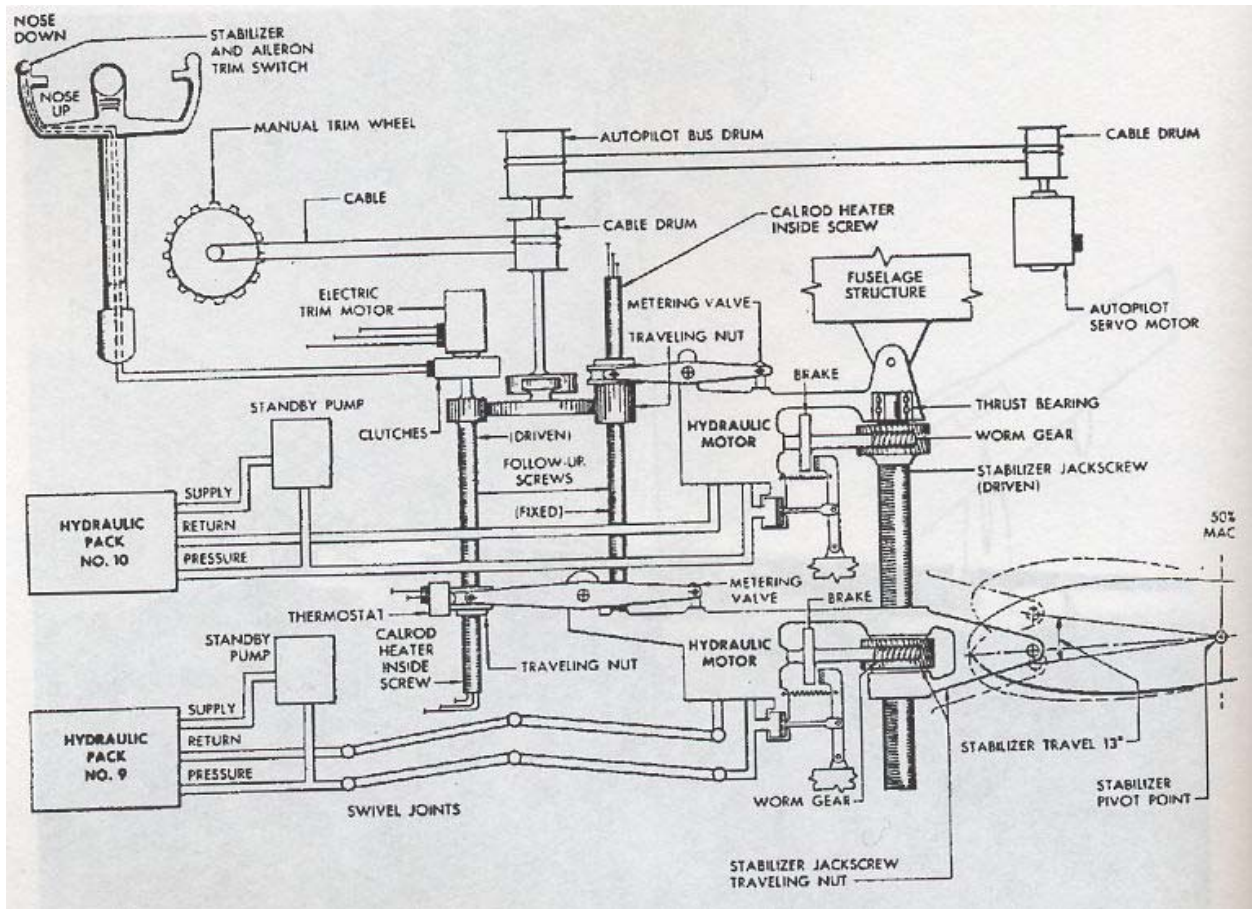 NOSE
DOWN
STABILIZER
AND AILERON
TRIM SWITCH
NOSE
UP
MANUAL TRIM WHEEL
AUTOPILOT BUS DRUM
CABLE DRUM
CABLE
CABLE DRUM
CALROD HEATER
INSIDE SCREW
FUSELAGE
STRUCTURE
ELECTRIC
TRIM MOTOR
METERING VALVE
TRAVELING NUT
AUTOPILOT
SERVO MOTOR
BRAKE
STANDBY PUMP
CLUTCHES
(DRIVEN)
HYDRAULIC
MOTOR
THRUST BEARING
WORM GEAR
FOLLOW-UP
SCREWS
STABILIZER JACKSCREW
(DRIVEN)
SUPPLY
HYDRAULIC
PACK
NO. 10
RETURN
PRESSURE
(FIXED)
50%
MAC
THERMOSTAT
METERING
VALVE
BRAKE
STANDBY
PUMP
CALROD
HEATER
INSIDE
SCREW
TRAVELING NUT
HYDRAULIC
MOTOR
SUPPLY
HYDRAULIC
PACK
NO. 9
RETURN
PRESSURE
STABILIZER TRAVEL 13°
SWIVEL JOINTS
WORM GEAR
STABILIZER
PIVOT POINT
STABILIZER JACKSCREW
TRAVELING NUT